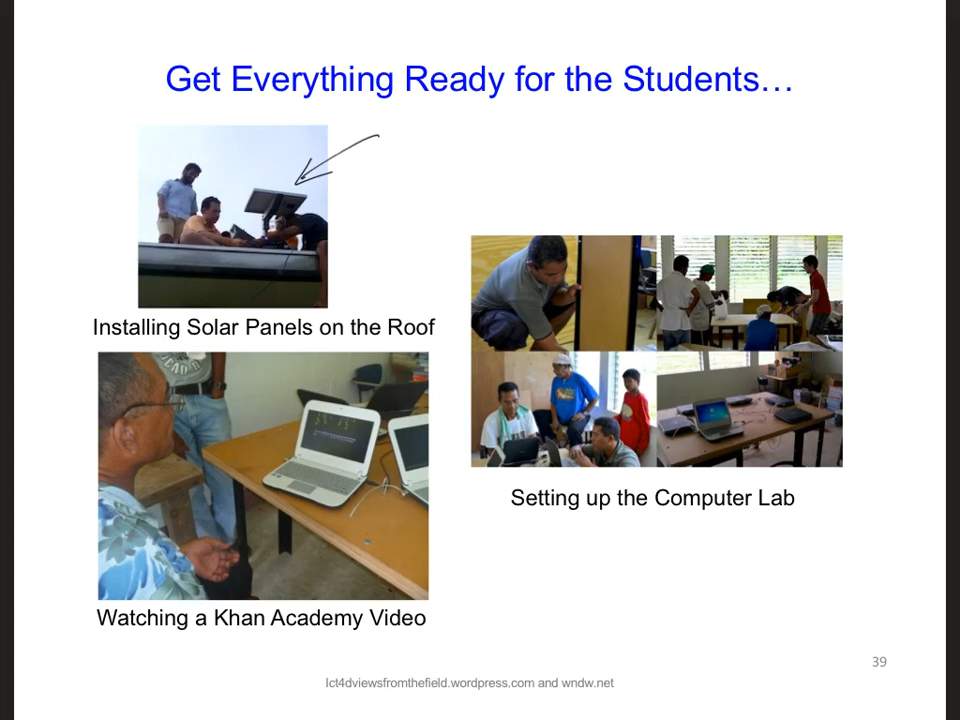 Get Everything Ready for the Students…
Installing Solar Panels on the Roof
Setting up the Computer Lab
Watching a Khan Academy Video
39
Ict4dviewsfromthefield.wordpress.com and wndw.net